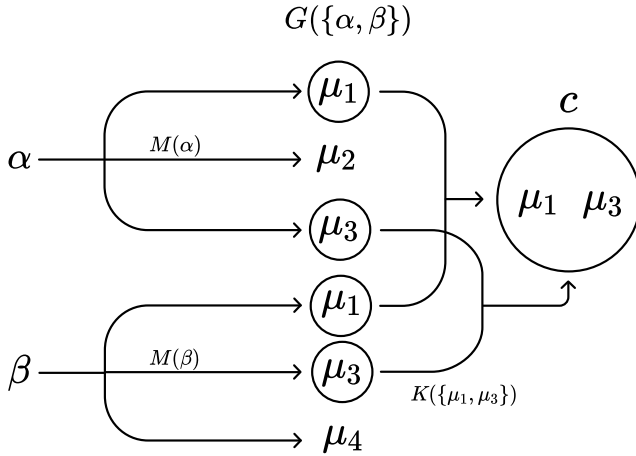 G({α, β})
μ₁
c
α
M(α)
μ₂
μ₁ μ₃
μ₃
μ₁
β
M(β)
μ₃
K({μ₁, μ₃})
μ₄